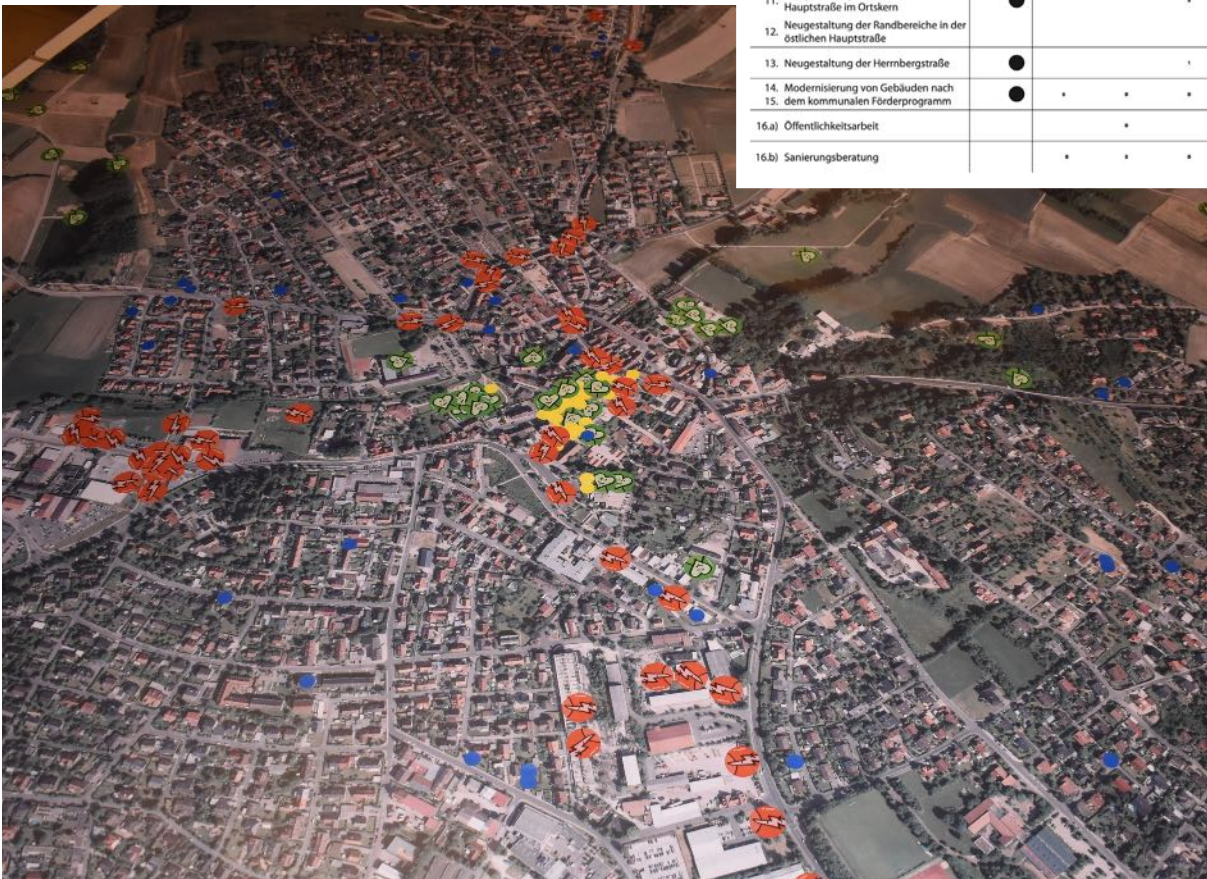 11.
Hauptstraße im Ortskern
12. Neugestaltung der Randbereiche in der
östlichen Hauptstraße
13. Neugestaltung der Herrnbergstraße
14. Modernisierung von Gebäuden nach
15. dem kommunalen Förderprogramm
16.a) Öffentlichkeitsarbeit
16.b) Sanierungsberatung